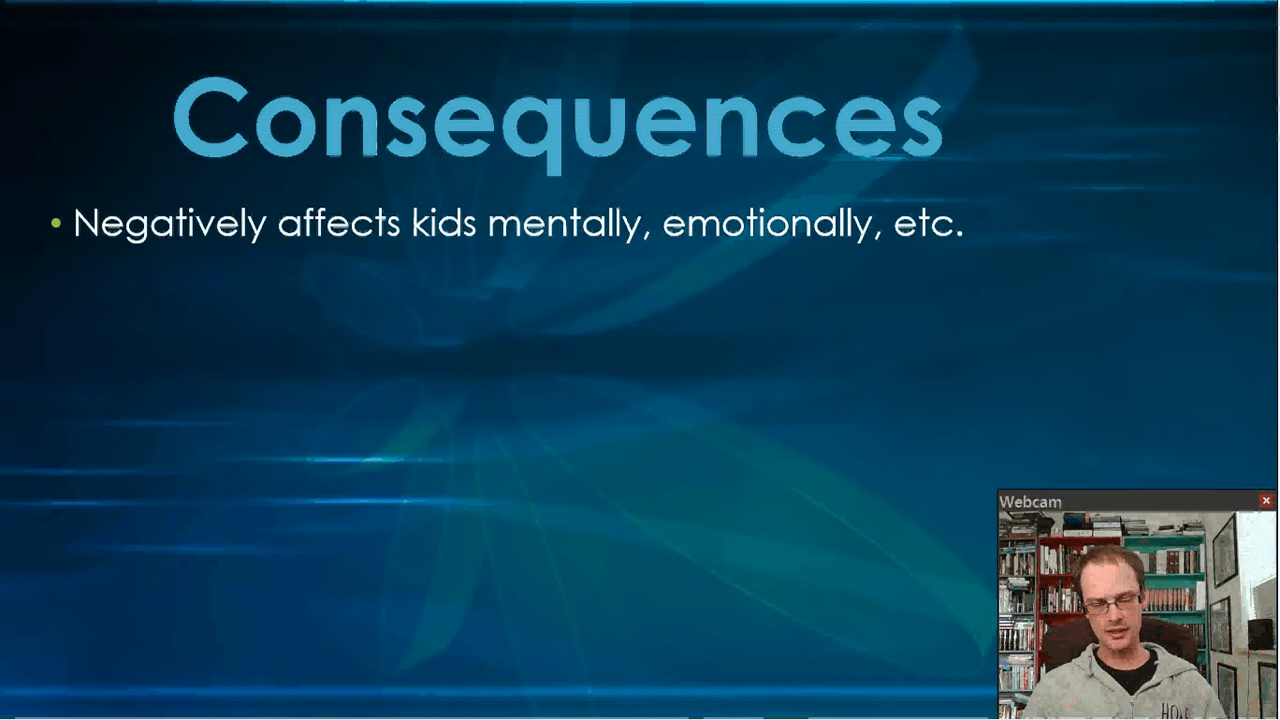 Consequences
• Negatively affects kids mentally, emotionally, etc.
Webcam